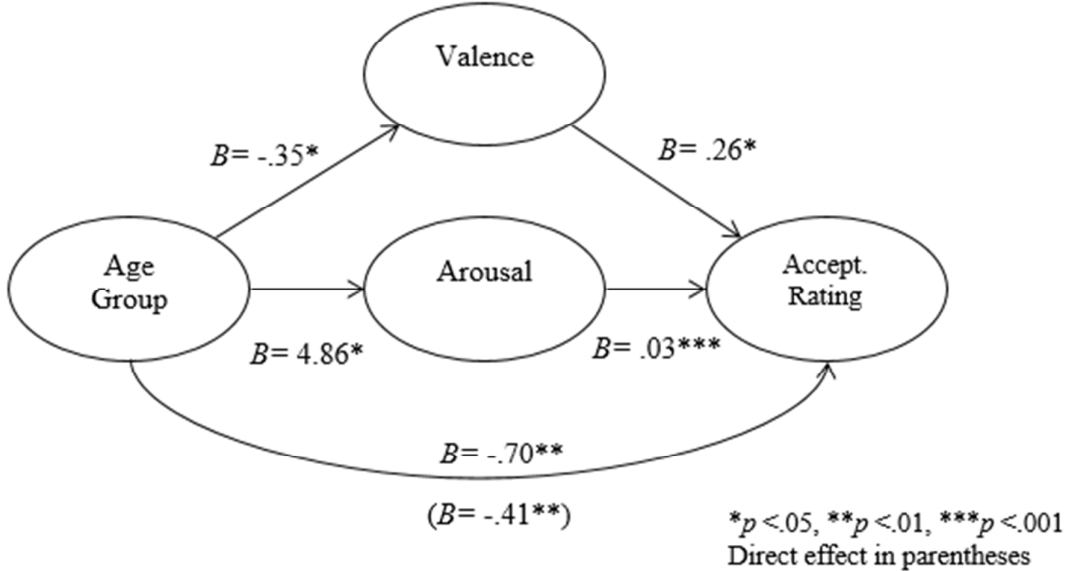 Valence
B= -.35*
B= .26*
Age
Group
Arousal
Accept.
Rating
B= 4.86*
B= .03***
B= -.70**
(B= -.41**)
*p <.05, **p <.01, ***p <.001
Direct effect in parentheses